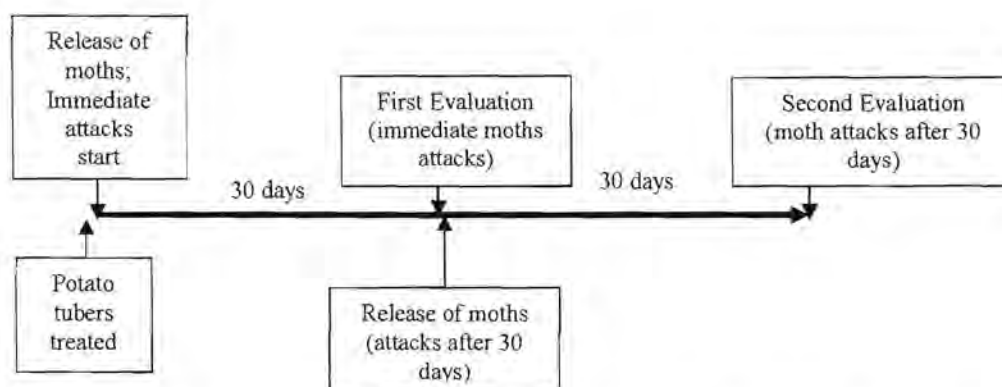 Release of
moths;
Immediate
attacks
start
First Evaluation
(immediate moths
attacks)
Second Evaluation
(moth attacks after 30
days)
30 days
30 days
Potato
tubers
treated
Release of moths
(attacks after 30
days)